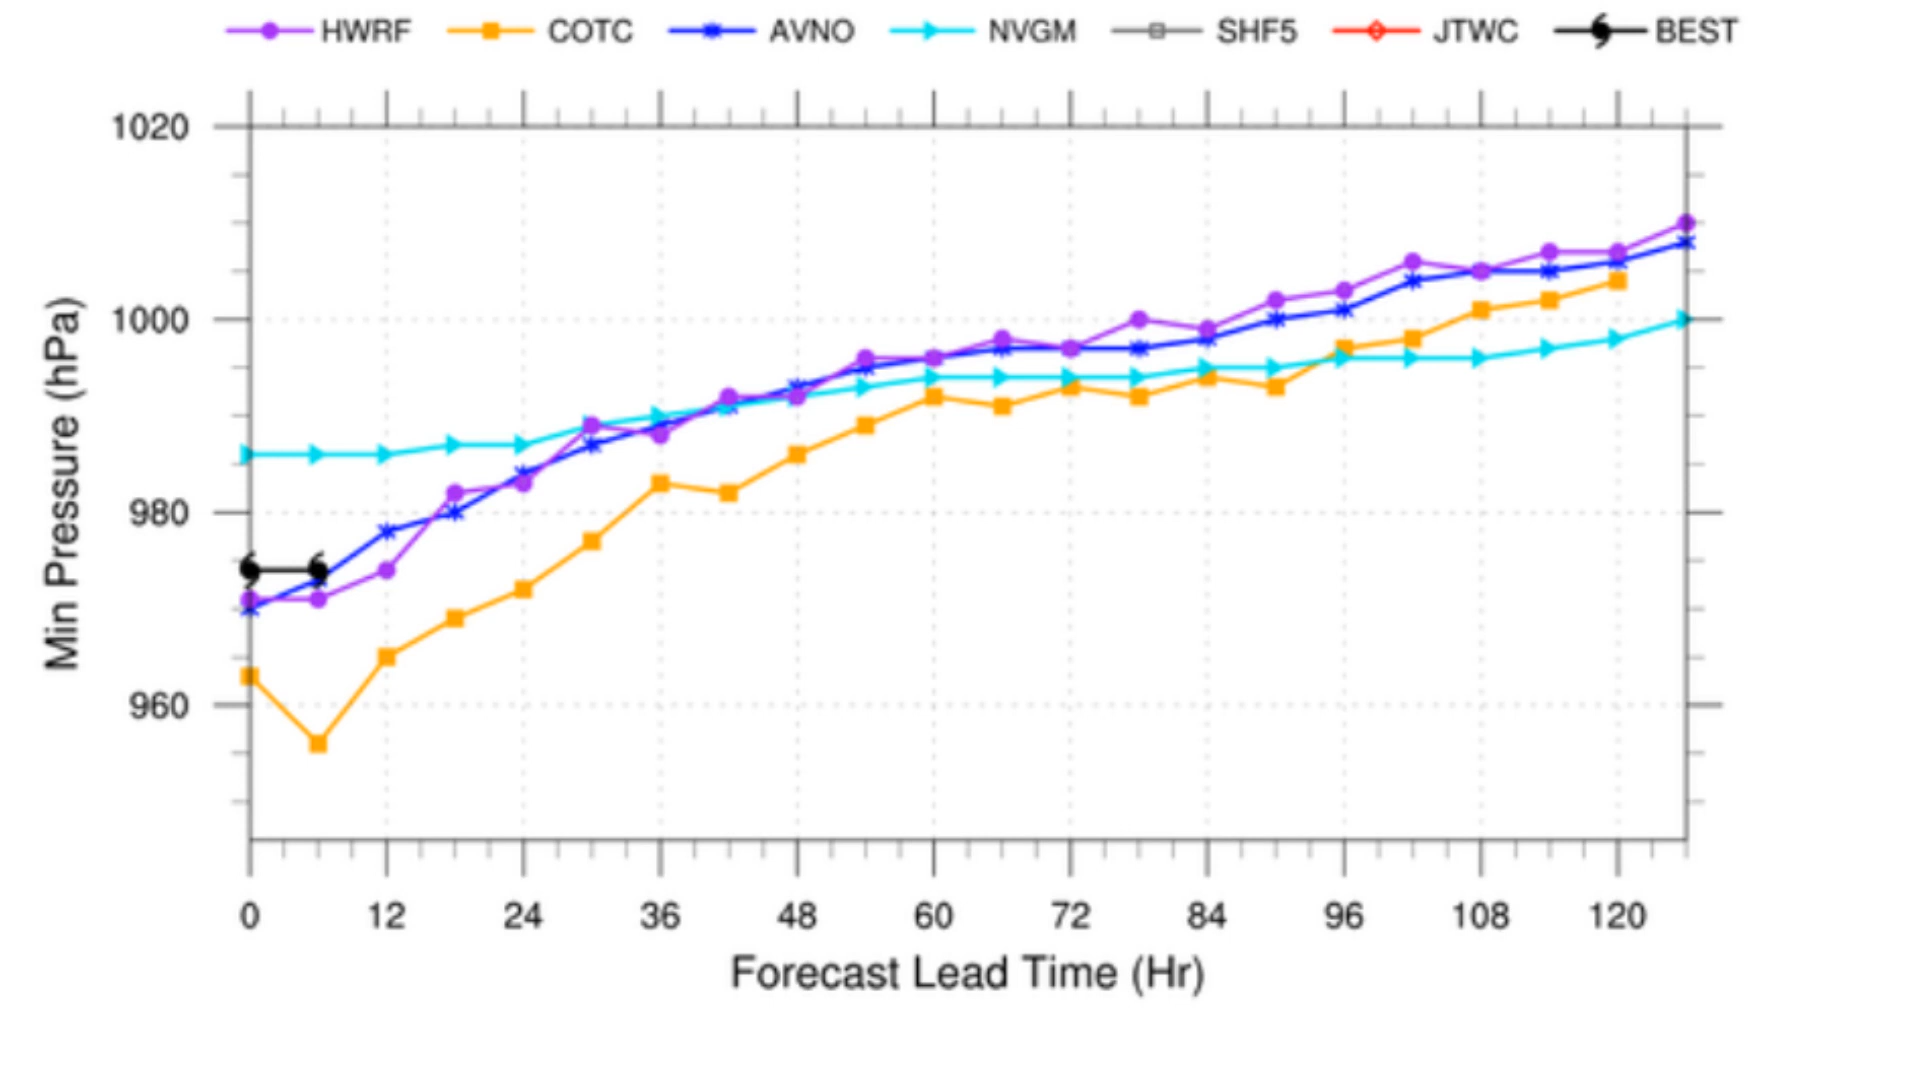 HWRF COTC AVNO NVGM SHF5 JTWC BEST
1020
1000
980
960
Min Pressure (hPa)
0 12 24 36 48 60 72 84 96 108 120
Forecast Lead Time (Hr)